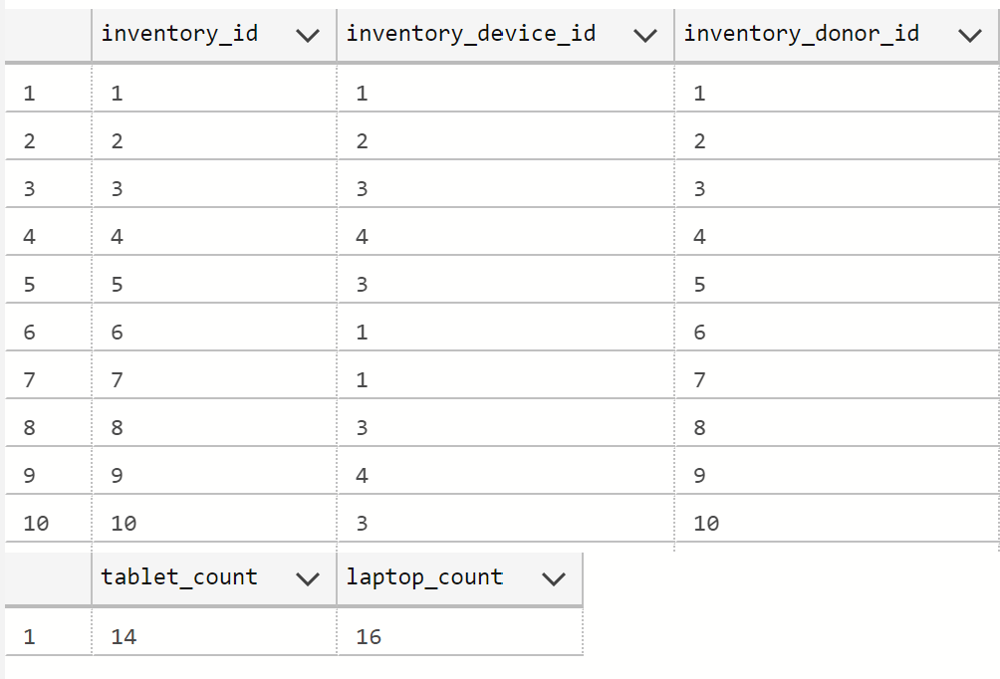 inventory_id inventory_device_id inventory_donor_id
1 1 1 1
2 2 2 2
3 3 3 3
4 4 4 4
5 5 3 5
6 6 1 6
7 7 1 7
8 8 3 8
9 9 4 9
10 10 3 10
tablet_count laptop_count
1 14 16